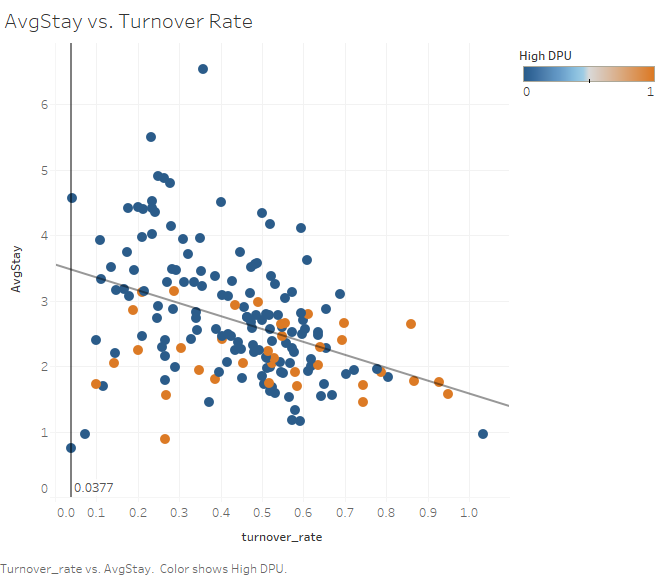 AvgStay vs. Turnover Rate
High DPU
0 1
6
5
4
3
2
1
0
AvgStay
0.0377
0.0 0.1 0.2 0.3 0.4 0.5 0.6 0.7 0.8 0.9 1.0
turnover_rate
Turnover_rate vs. AvgStay. Color shows High DPU.